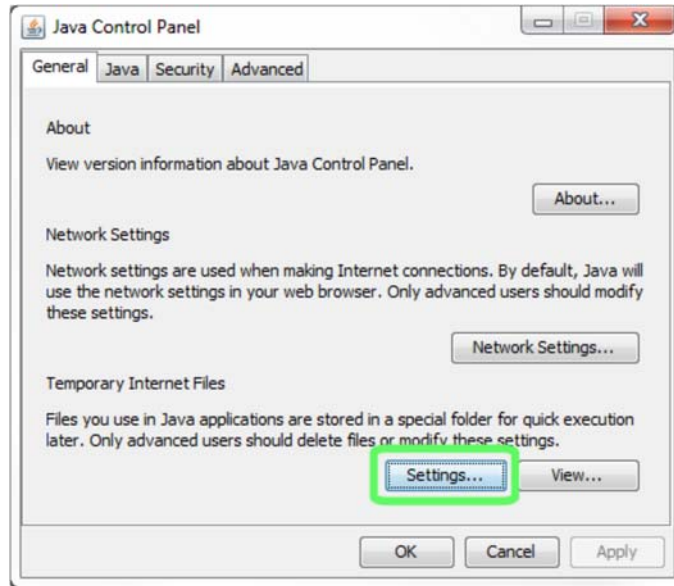 Java Control Panel
General Java Security Advanced
About
View version information about Java Control Panel.
About...
Network Settings
Network settings are used when making Internet connections. By default, Java will
use the network settings in your web browser. Only advanced users should modify
these settings.
Network Settings...
Temporary Internet Files
Files you use in Java applications are stored in a special folder for quick execution
later. Only advanced users should delete files or modify these settings.
Settings... View...
OK Cancel Apply